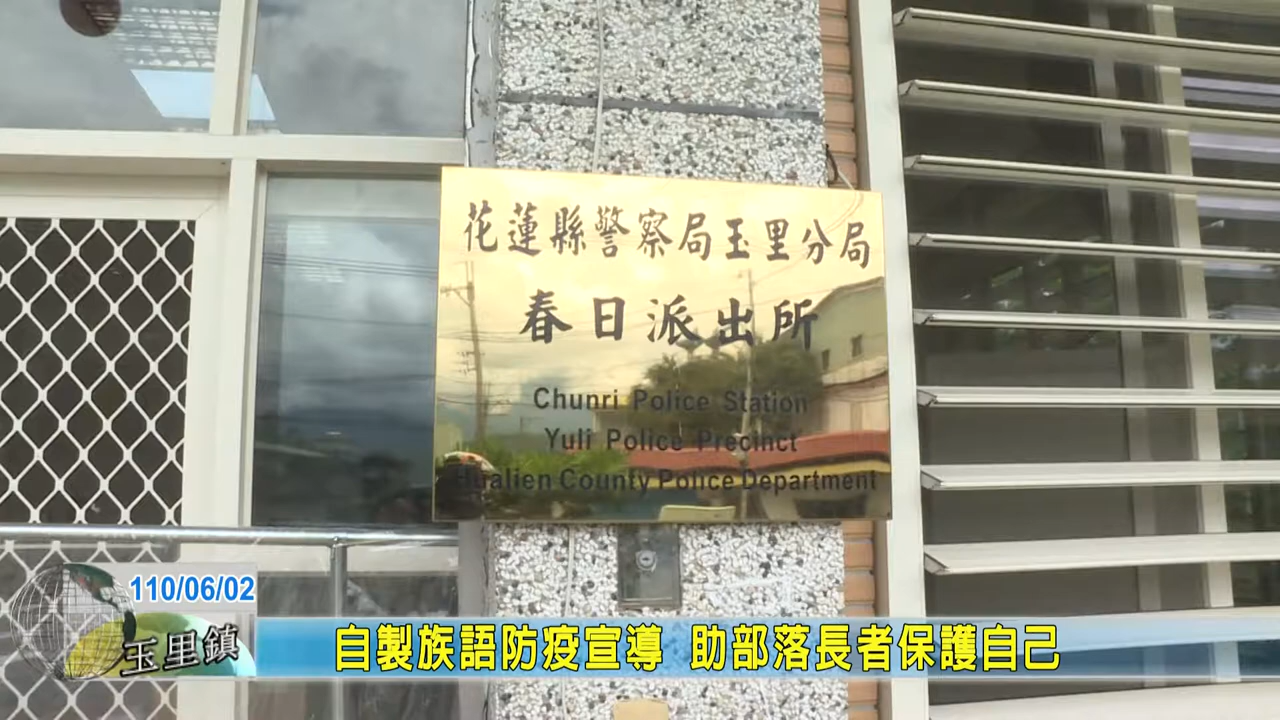 花蓮縣警察局玉里分局
春日派出所
Chunri Police Station
Yuli Police Precinct
Hualien County Police Department
110/06/02
玉里鎮
自製族語防疫宣導 助部落長者保護自己